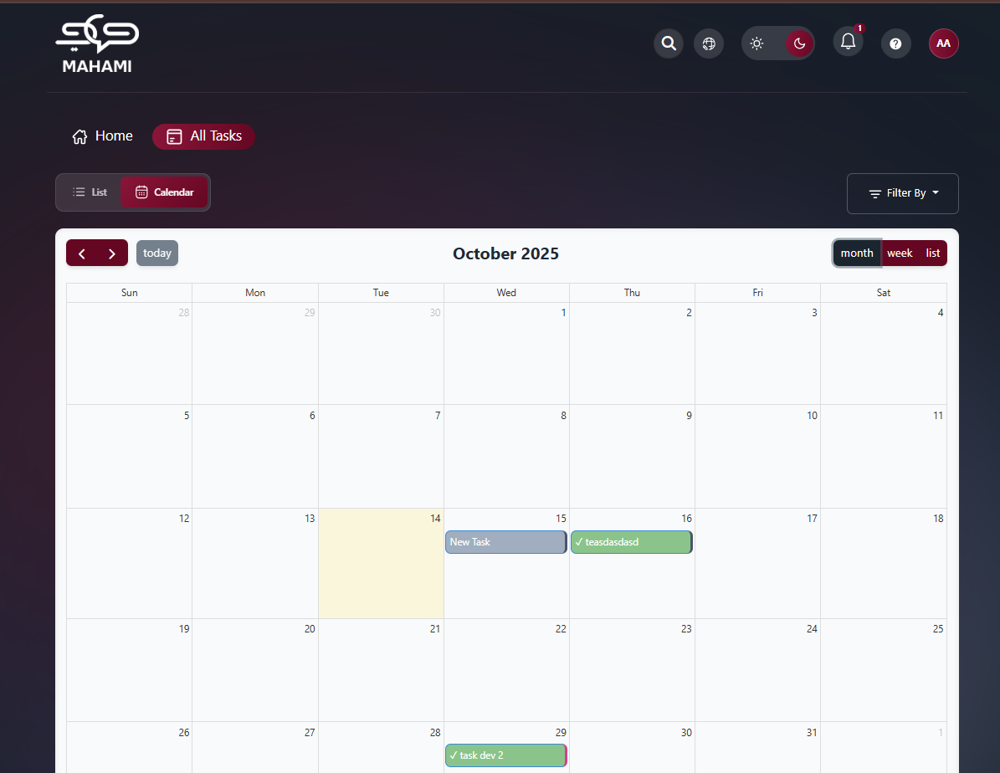 مهامي
MAHAMI
1
AA
Home
All Tasks
List
Calendar
Filter By
today
October 2025
month week list
Sun Mon Tue Wed Thu Fri Sat
28 29 30 1 2 3 4
5 6 7 8 9 10 11
12 13 14 15 16 17 18
New Task
✓ teasdasdasd
19 20 21 22 23 24 25
26 27 28 29 30 31 1
✓ task dev 2